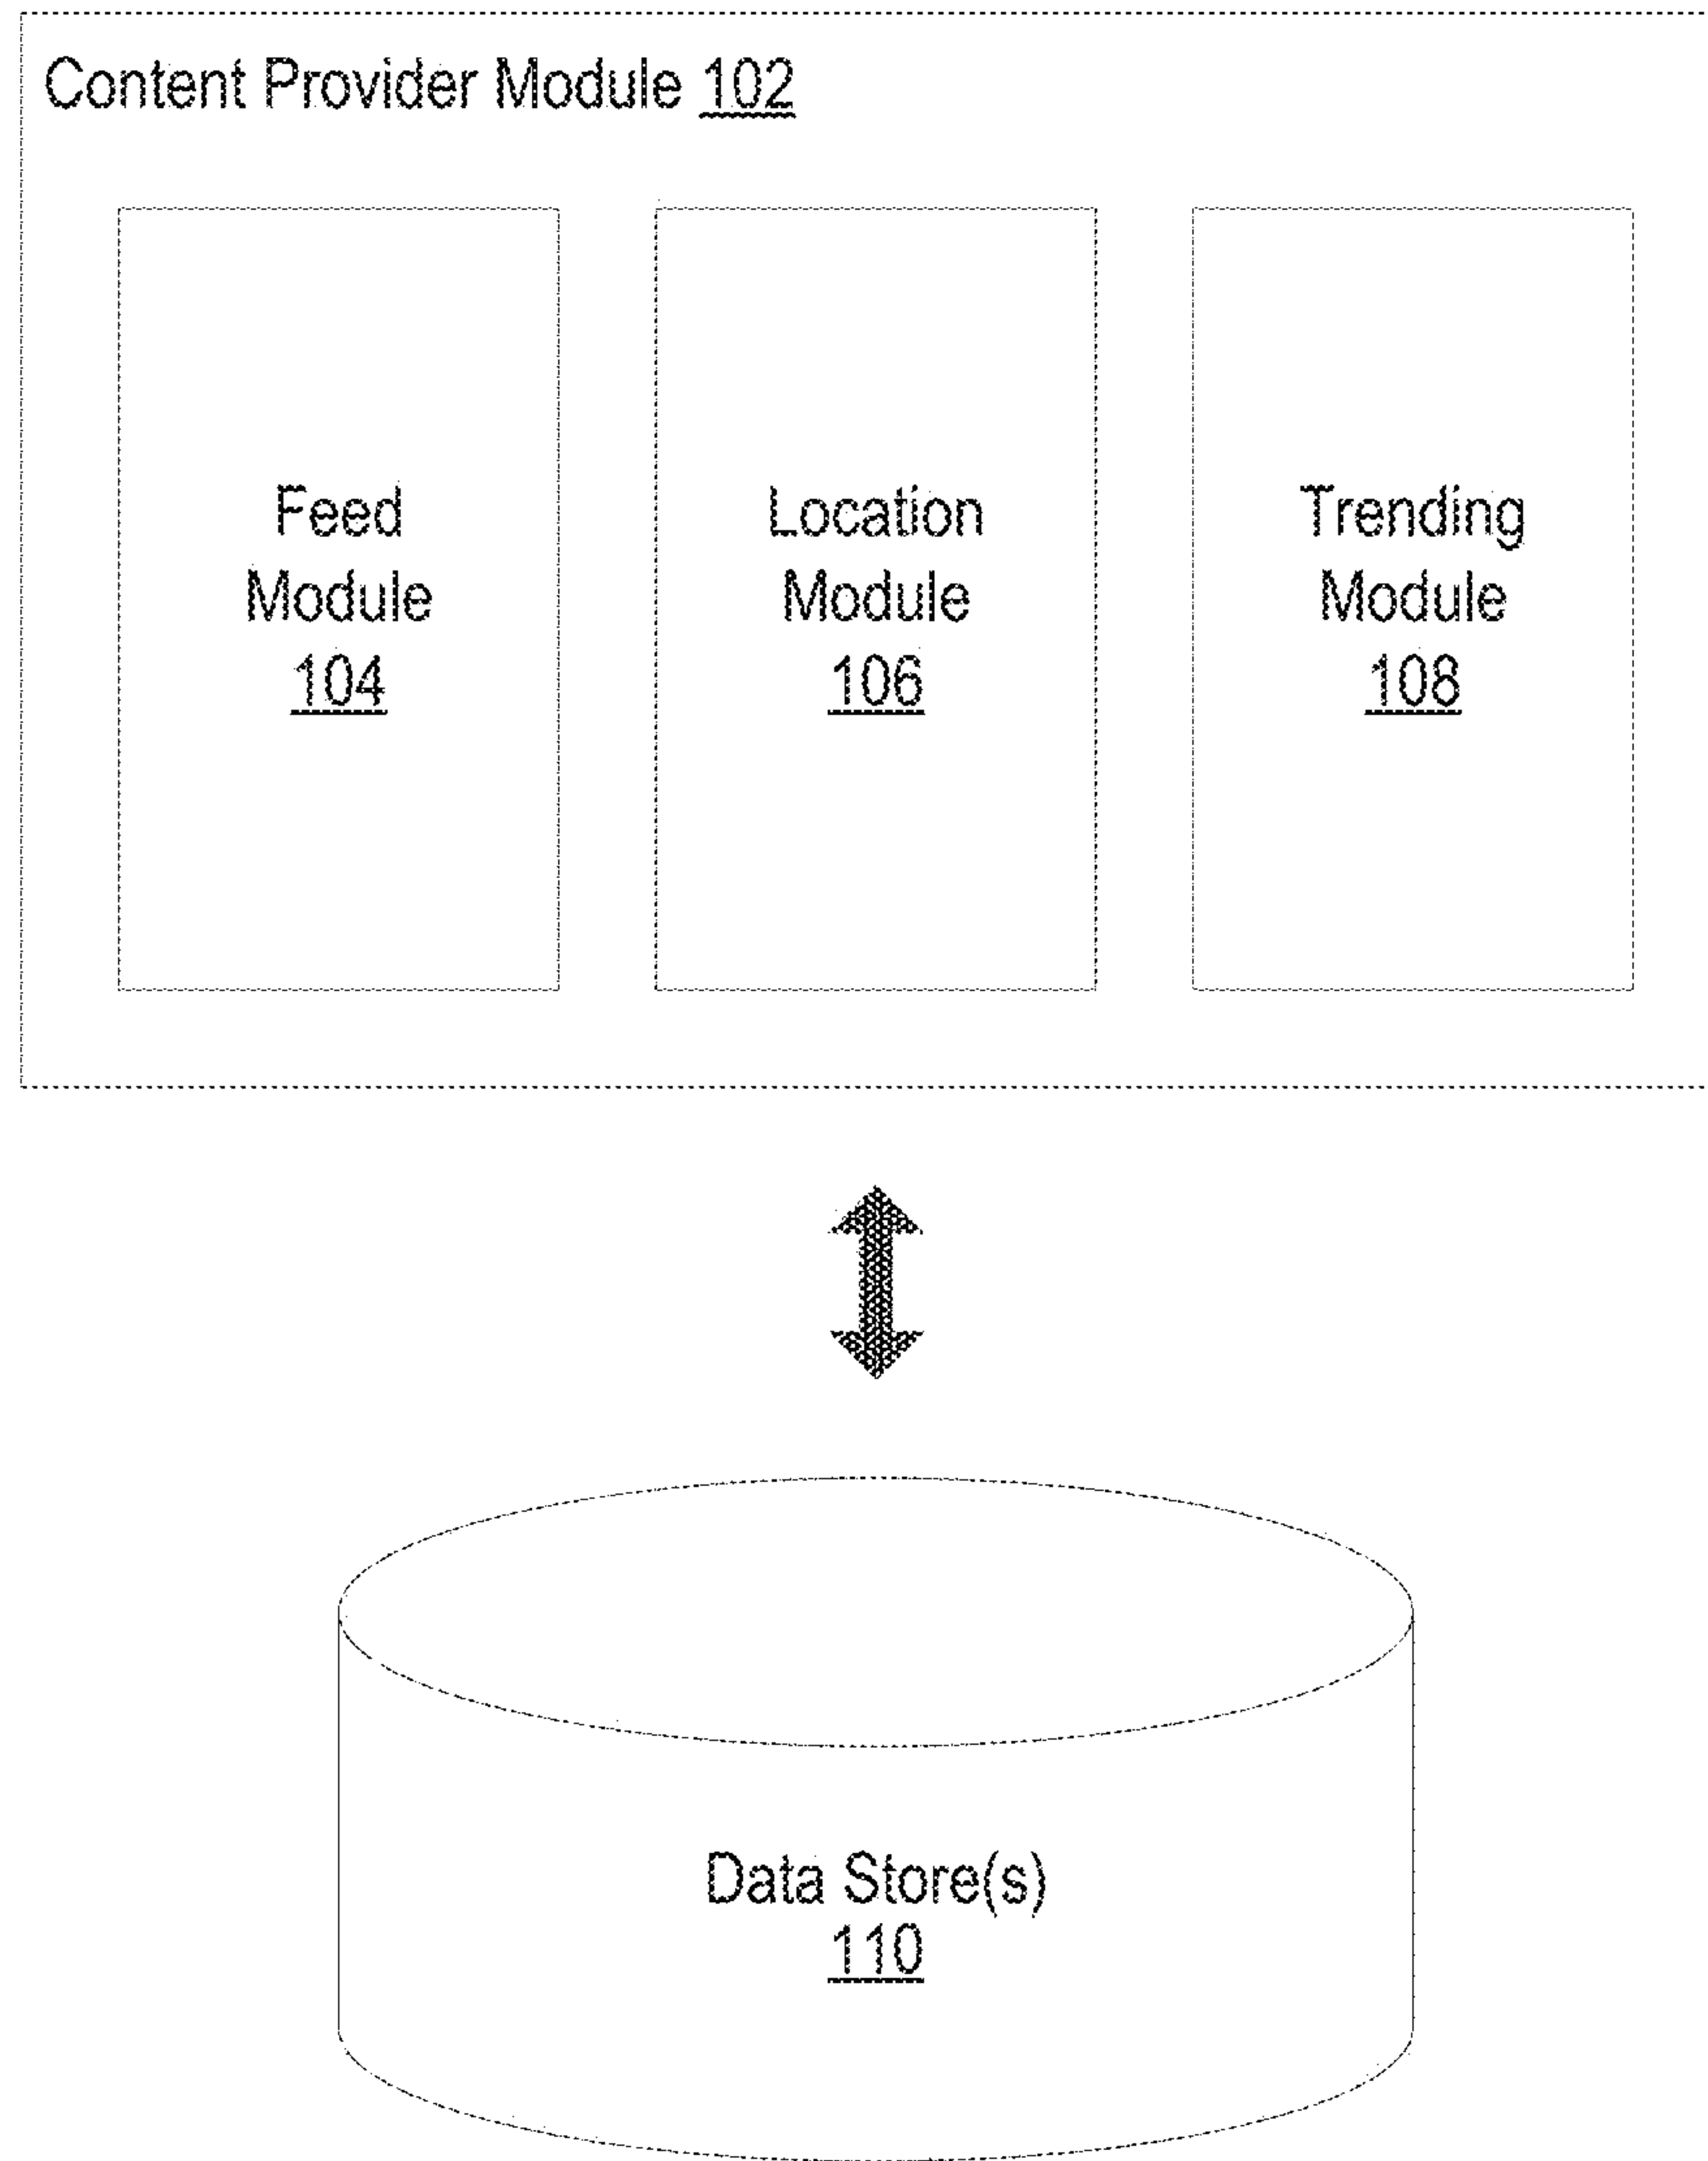 Content Provider Module 102
Feed
Module
104
Location
Module
106
Trending
Module
108
Data Store(s)
110